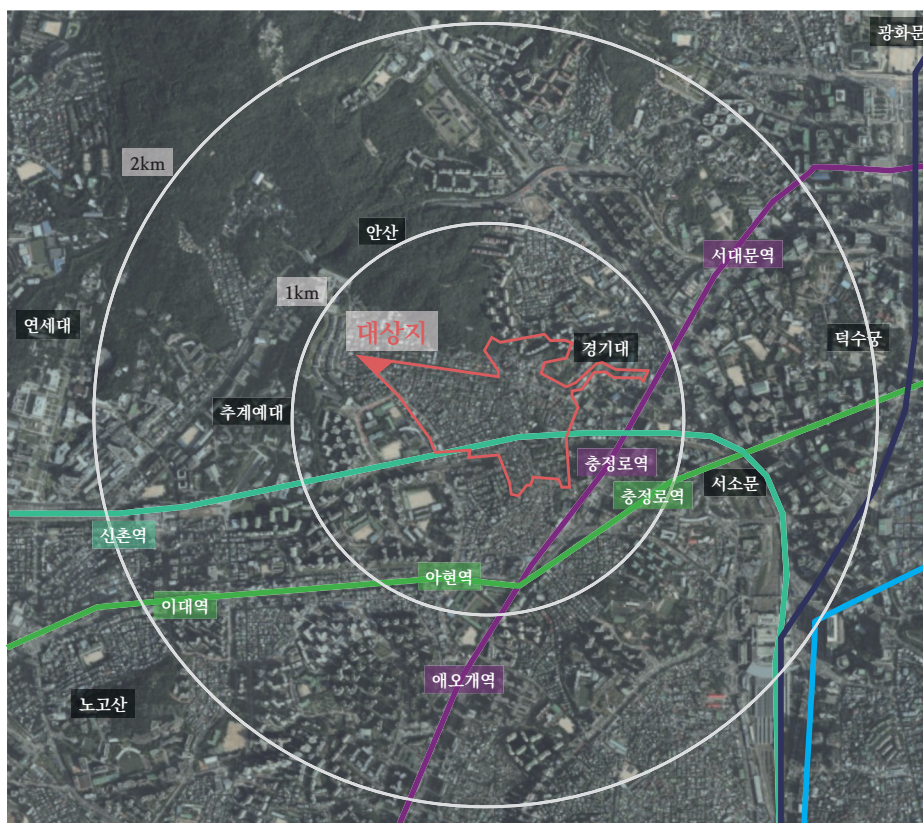 광화문
2km
안산
서대문역
1km
연세대
대상지
경기대
덕수궁
추계예대
충정로역
서소문
충정로역
신촌역
아현역
이대역
애오개역
노고산